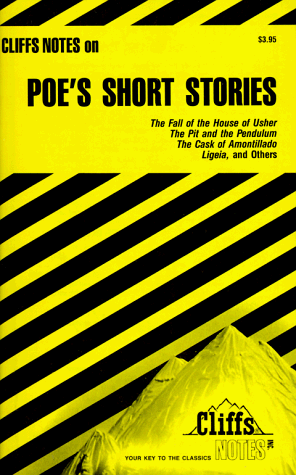 CLIFFS NOTES on
$3.95
POE'S SHORT STORIES
The Fall of the House of Usher
The Pit and the Pendulum
The Cask of Amontillado
Ligeia, and Others
Cliffs
NOTES™
YOUR KEY TO THE CLASSICS